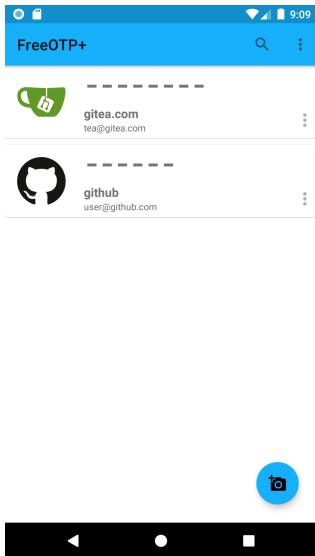 9:09
FreeOTP+
- - - - - - - -
gitea.com
tea@gitea.com
- - - - - -
github
user@github.com